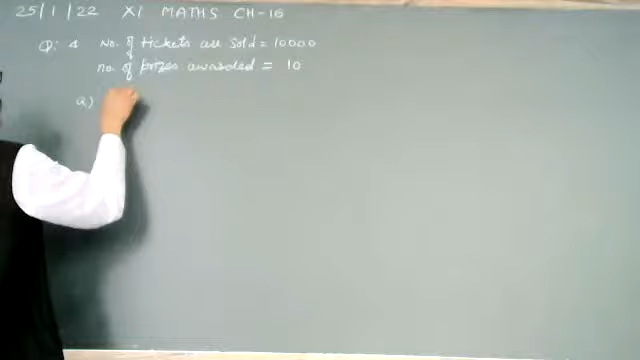 25/1/22 XI MATHS CH-16
Q: 4 No. of tickets are sold = 10000
no. of prizes awarded = 10
a)